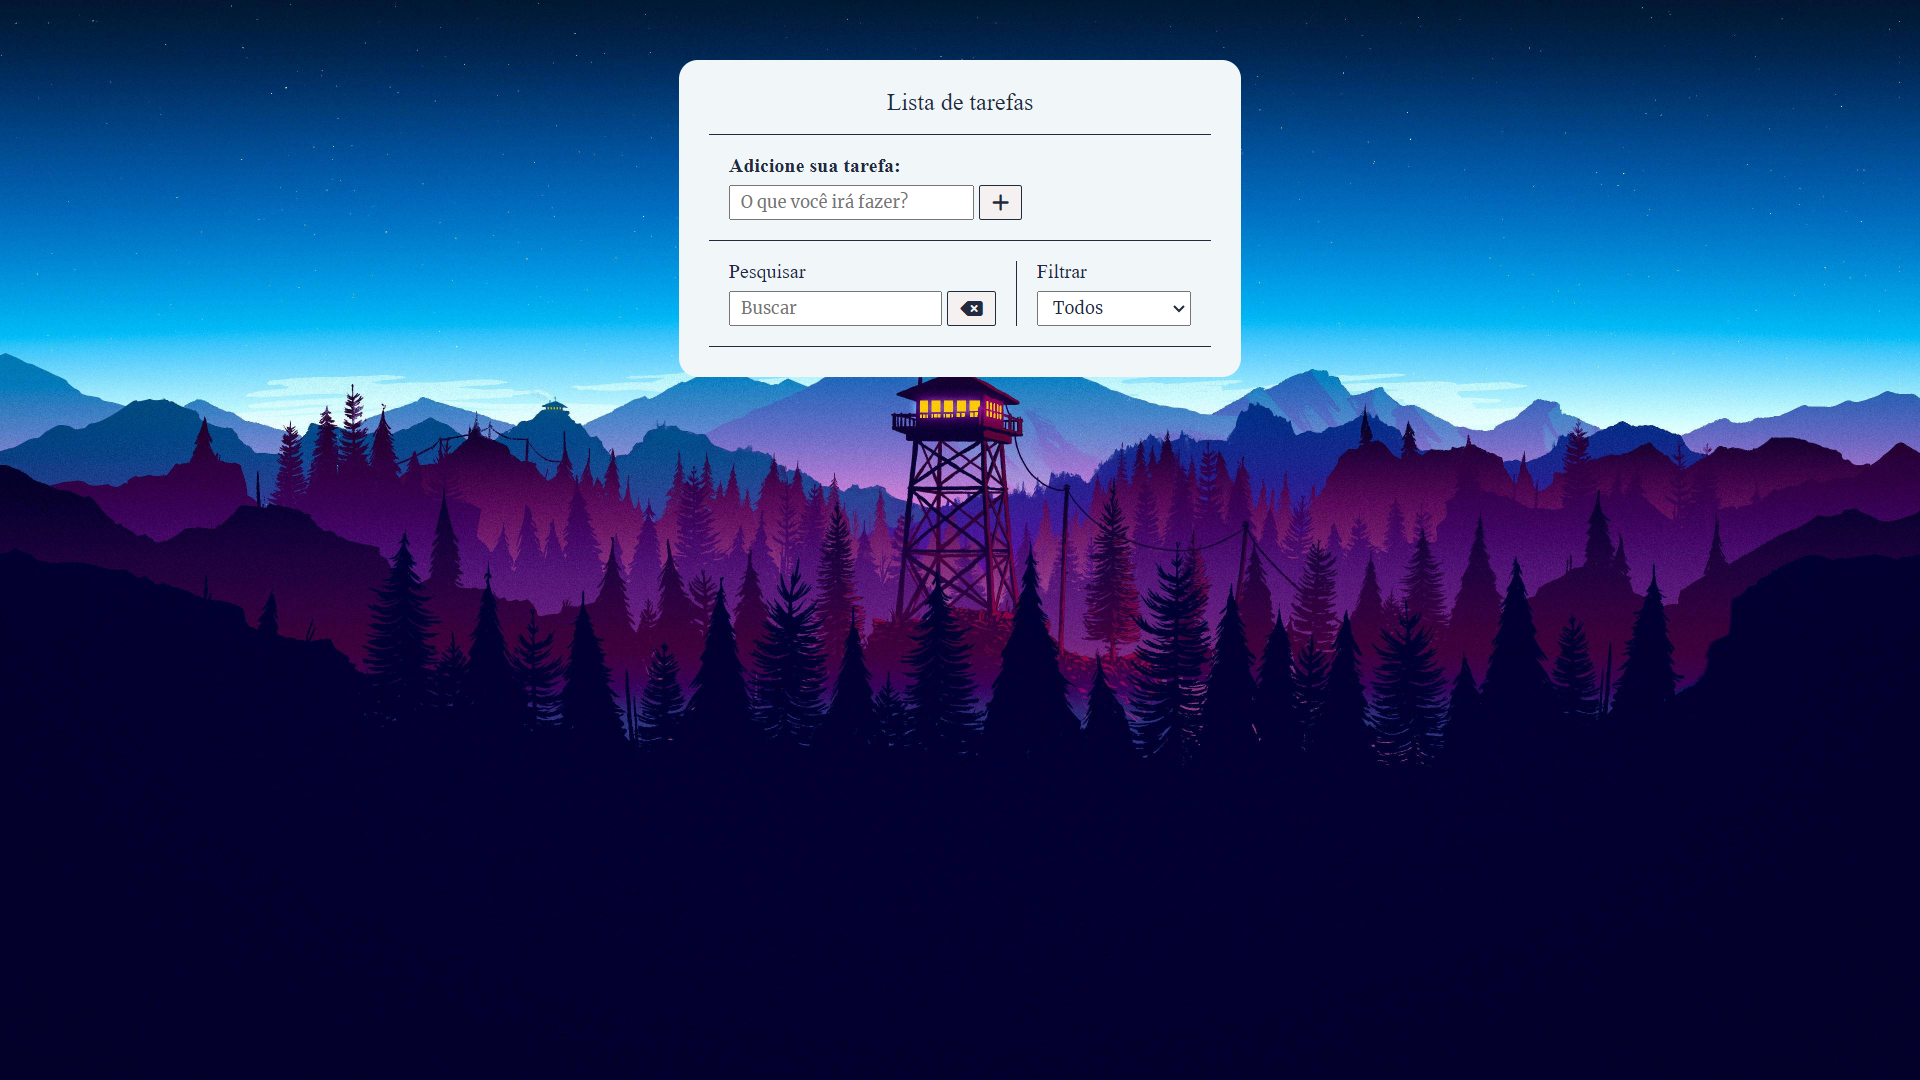 Lista de tarefas
Adicione sua tarefa:
O que você irá fazer?
Pesquisar
Filtrar
Buscar
Todos